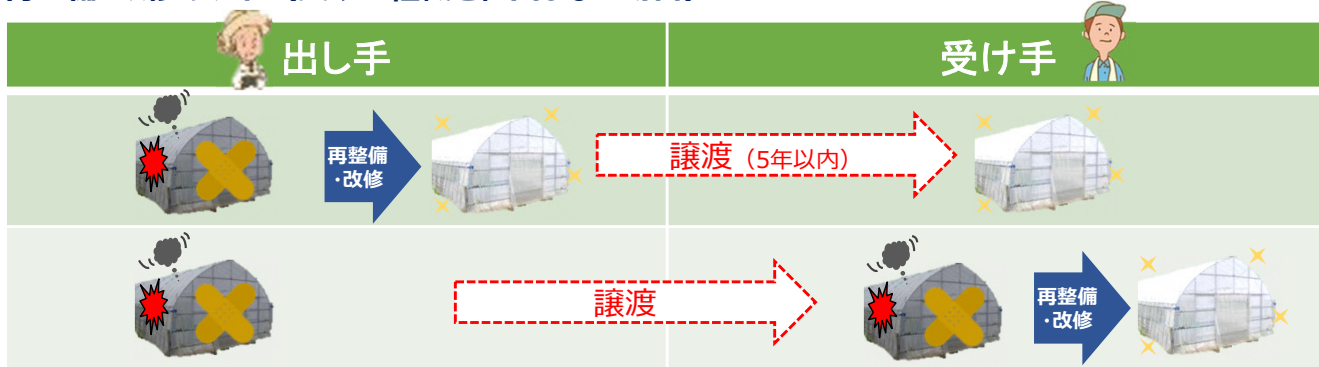 出し手
受け手
再整備
・改修
譲渡（5年以内）
譲渡
再整備
・改修